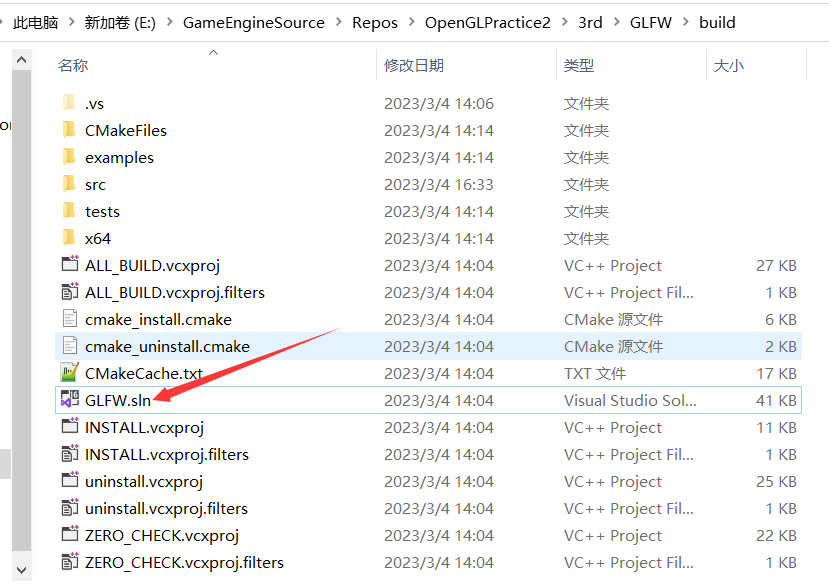 此电脑 > 新加卷 (E:) > GameEngineSource > Repos > OpenGLPractice2 > 3rd > GLFW > build
名称 修改日期 类型 大小
.vs 2023/3/4 14:06 文件夹
CMakeFiles 2023/3/4 14:14 文件夹
examples 2023/3/4 14:14 文件夹
src 2023/3/4 16:33 文件夹
tests 2023/3/4 14:14 文件夹
x64 2023/3/4 14:14 文件夹
ALL_BUILD.vcxproj 2023/3/4 14:04 VC++ Project 27 KB
ALL_BUILD.vcxproj.filters 2023/3/4 14:04 VC++ Project Fil... 1 KB
cmake_install.cmake 2023/3/4 14:04 CMake 源文件 6 KB
cmake_uninstall.cmake 2023/3/4 14:04 CMake 源文件 2 KB
CMakeCache.txt 2023/3/4 14:04 TXT 文件 17 KB
GLFW.sln 2023/3/4 14:04 Visual Studio Sol... 41 KB
INSTALL.vcxproj 2023/3/4 14:04 VC++ Project 11 KB
INSTALL.vcxproj.filters 2023/3/4 14:04 VC++ Project Fil... 1 KB
uninstall.vcxproj 2023/3/4 14:04 VC++ Project 25 KB
uninstall.vcxproj.filters 2023/3/4 14:04 VC++ Project Fil... 1 KB
ZERO_CHECK.vcxproj 2023/3/4 14:04 VC++ Project 22 KB
ZERO_CHECK.vcxproj.filters 2023/3/4 14:04 VC++ Project Fil... 1 KB